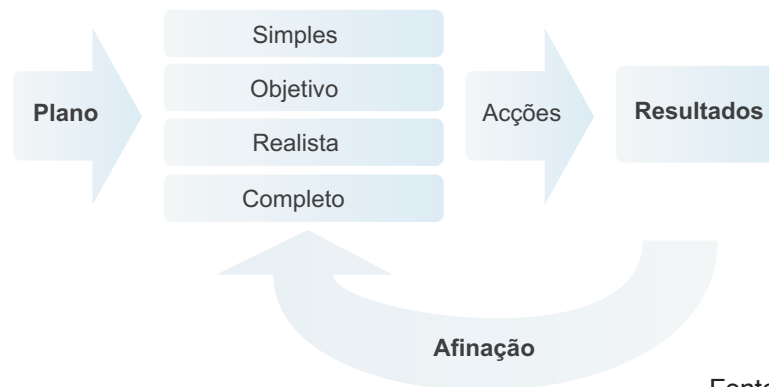 Plano
Simples
Objetivo
Realista
Completo
Acções
Resultados
Afinação